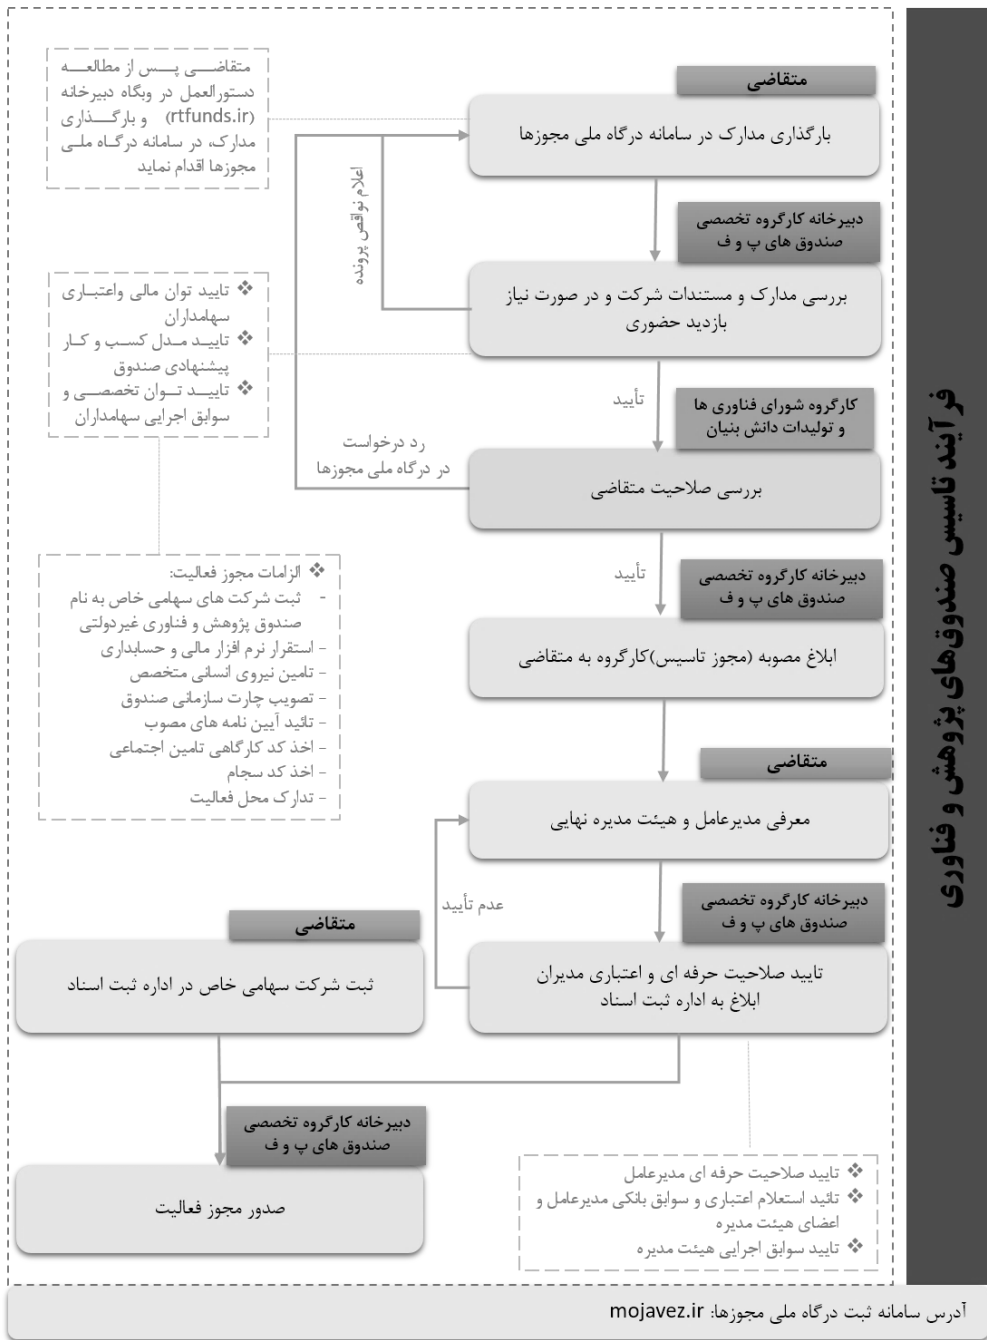 فرآیند تاسیس صندوق‌های پژوهش و فناوری
متقاضی
بارگذاری مدارک در سامانه درگاه ملی مجوزها
متقاضی پس از مطالعه
دستورالعمل در وبگاه دبیرخانه
(rtfunds.ir) و بارگذاری
مدارک، در سامانه درگاه ملی
مجوزها اقدام نماید
اعلام نواقص پرونده
دبیرخانه کارگروه تخصصی
صندوق های پ و ف
بررسی مدارک و مستندات شرکت و در صورت نیاز
بازدید حضوری
❖ تایید توان مالی واعتباری
سهامداران
❖ تایید مدل کسب و کار
پیشنهادی صندوق
❖ تایید توان تخصصی و
سوابق اجرایی سهامداران
تأیید
کارگروه شورای فناوری ها
و تولیدات دانش بنیان
بررسی صلاحیت متقاضی
رد درخواست
در درگاه ملی مجوزها
تأیید
دبیرخانه کارگروه تخصصی
صندوق های پ و ف
ابلاغ مصوبه (مجوز تاسیس)کارگروه به متقاضی
❖ الزامات مجوز فعالیت:
- ثبت شرکت های سهامی خاص به نام
صندوق پژوهش و فناوری غیردولتی
- استقرار نرم افزار مالی و حسابداری
- تامین نیروی انسانی متخصص
- تصویب چارت سازمانی صندوق
- تائید آیین نامه های مصوب
- اخذ کد کارگاهی تامین اجتماعی
- اخذ کد سجام
- تدارک محل فعالیت
متقاضی
معرفی مدیرعامل و هیئت مدیره نهایی
عدم تأیید
دبیرخانه کارگروه تخصصی
صندوق های پ و ف
تایید صلاحیت حرفه ای و اعتباری مدیران
ابلاغ به اداره ثبت اسناد
متقاضی
ثبت شرکت سهامی خاص در اداره ثبت اسناد
دبیرخانه کارگروه تخصصی
صندوق های پ و ف
صدور مجوز فعالیت
❖ تایید صلاحیت حرفه ای مدیرعامل
❖ تائید استعلام اعتباری و سوابق بانکی مدیرعامل و
اعضای هیئت مدیره
❖ تایید سوابق اجرایی هیئت مدیره
آدرس سامانه ثبت درگاه ملی مجوزها: mojavez.ir